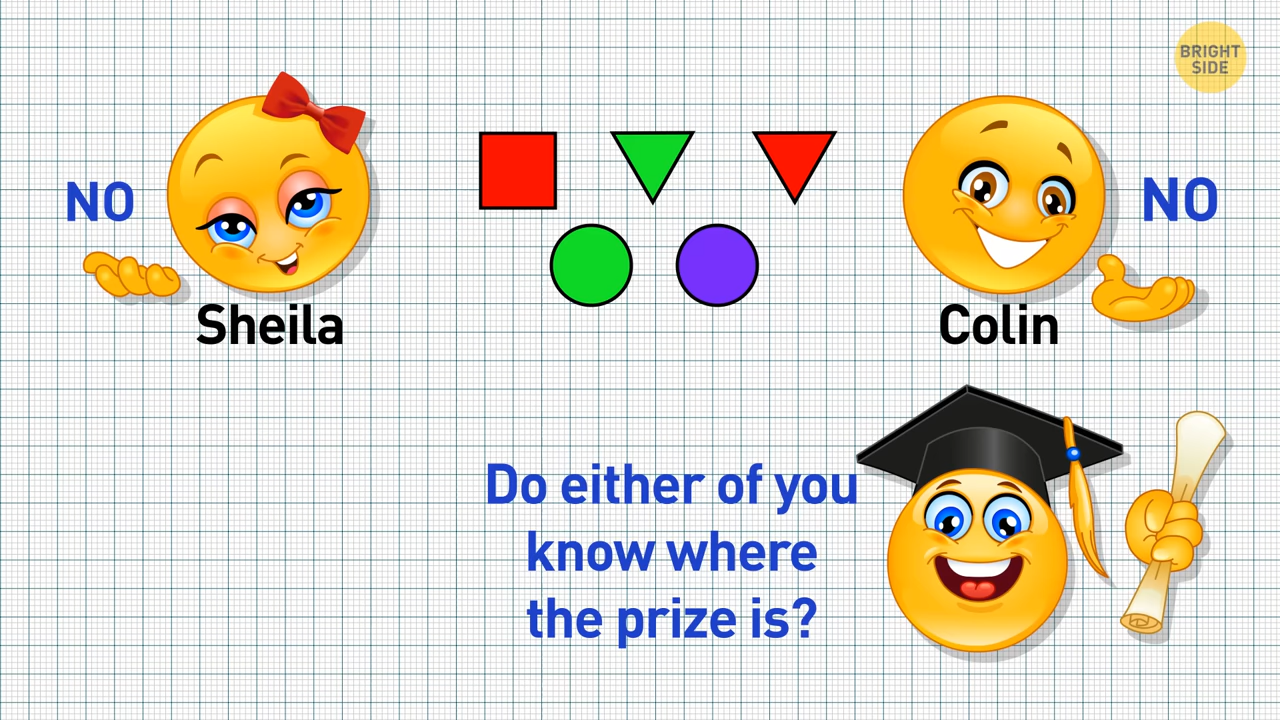 BRIGHT
SIDE
NO
NO
Sheila
Colin
Do either of you
know where
the prize is?